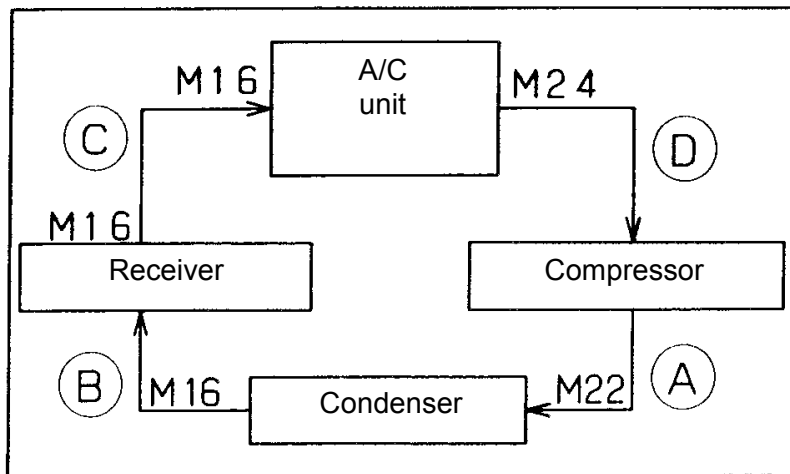 M16
A/C
unit
M24
C
D
M16
Receiver
Compressor
B
M16
Condenser
M22
A